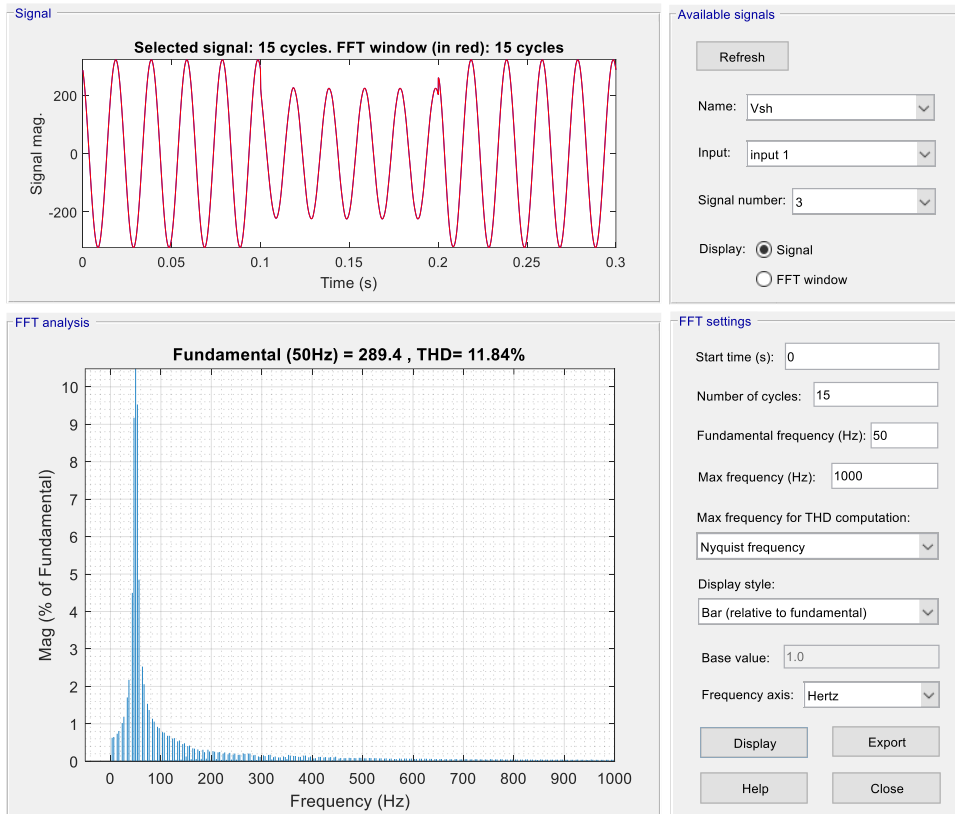 Signal
Selected signal: 15 cycles. FFT window (in red): 15 cycles
200
0
-200
Signal mag.
0 0.05 0.1 0.15 0.2 0.25 0.3
Time (s)
Available signals
Refresh
Name: Vsh
Input: input 1
Signal number: 3
Display: Signal
FFT window
FFT analysis
Fundamental (50Hz) = 289.4 , THD= 11.84%
10
9
8
7
6
5
4
3
2
1
0
Mag (% of Fundamental)
0 100 200 300 400 500 600 700 800 900 1000
Frequency (Hz)
FFT settings
Start time (s): 0
Number of cycles: 15
Fundamental frequency (Hz): 50
Max frequency (Hz): 1000
Max frequency for THD computation:
Nyquist frequency
Display style:
Bar (relative to fundamental)
Base value: 1.0
Frequency axis: Hertz
Display Export
Help Close